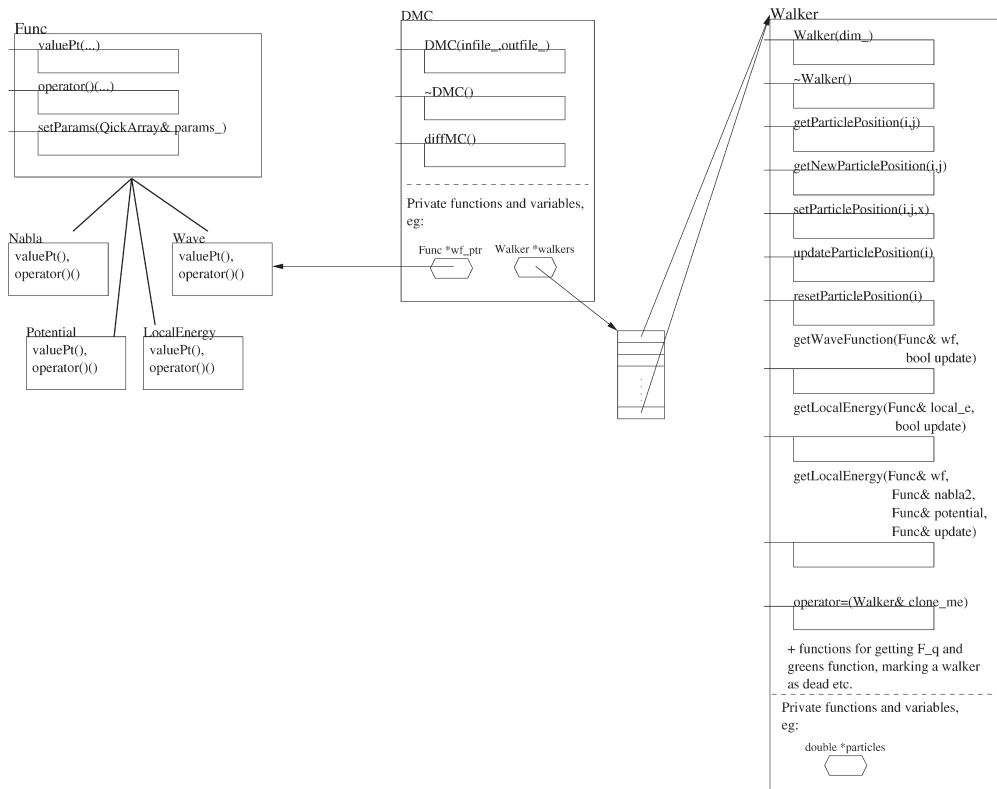 Func
valuePt(...)
operator()(...)
setParams(QickArray& params_)
Nabla
valuePt(),
operator()()
Wave
valuePt(),
operator()()
Potential
valuePt(),
operator()()
LocalEnergy
valuePt(),
operator()()
DMC
DMC(infile_,outfile_)
~DMC()
diffMC()
Private functions and variables,
eg:
Func *wf_ptr
Walker *walkers
Walker
Walker(dim_)
~Walker()
getParticlePosition(i,j)
getNewParticlePosition(i,j)
setParticlePosition(i,j,x)
updateParticlePosition(i)
resetParticlePosition(i)
getWaveFunction(Func& wf,
bool update)
getLocalEnergy(Func& local_e,
bool update)
getLocalEnergy(Func& wf,
Func& nabla2,
Func& potential,
Func& update)
operator=(Walker& clone_me)
+ functions for getting F_q and
greens function, marking a walker
as dead etc.
Private functions and variables,
eg:
double *particles